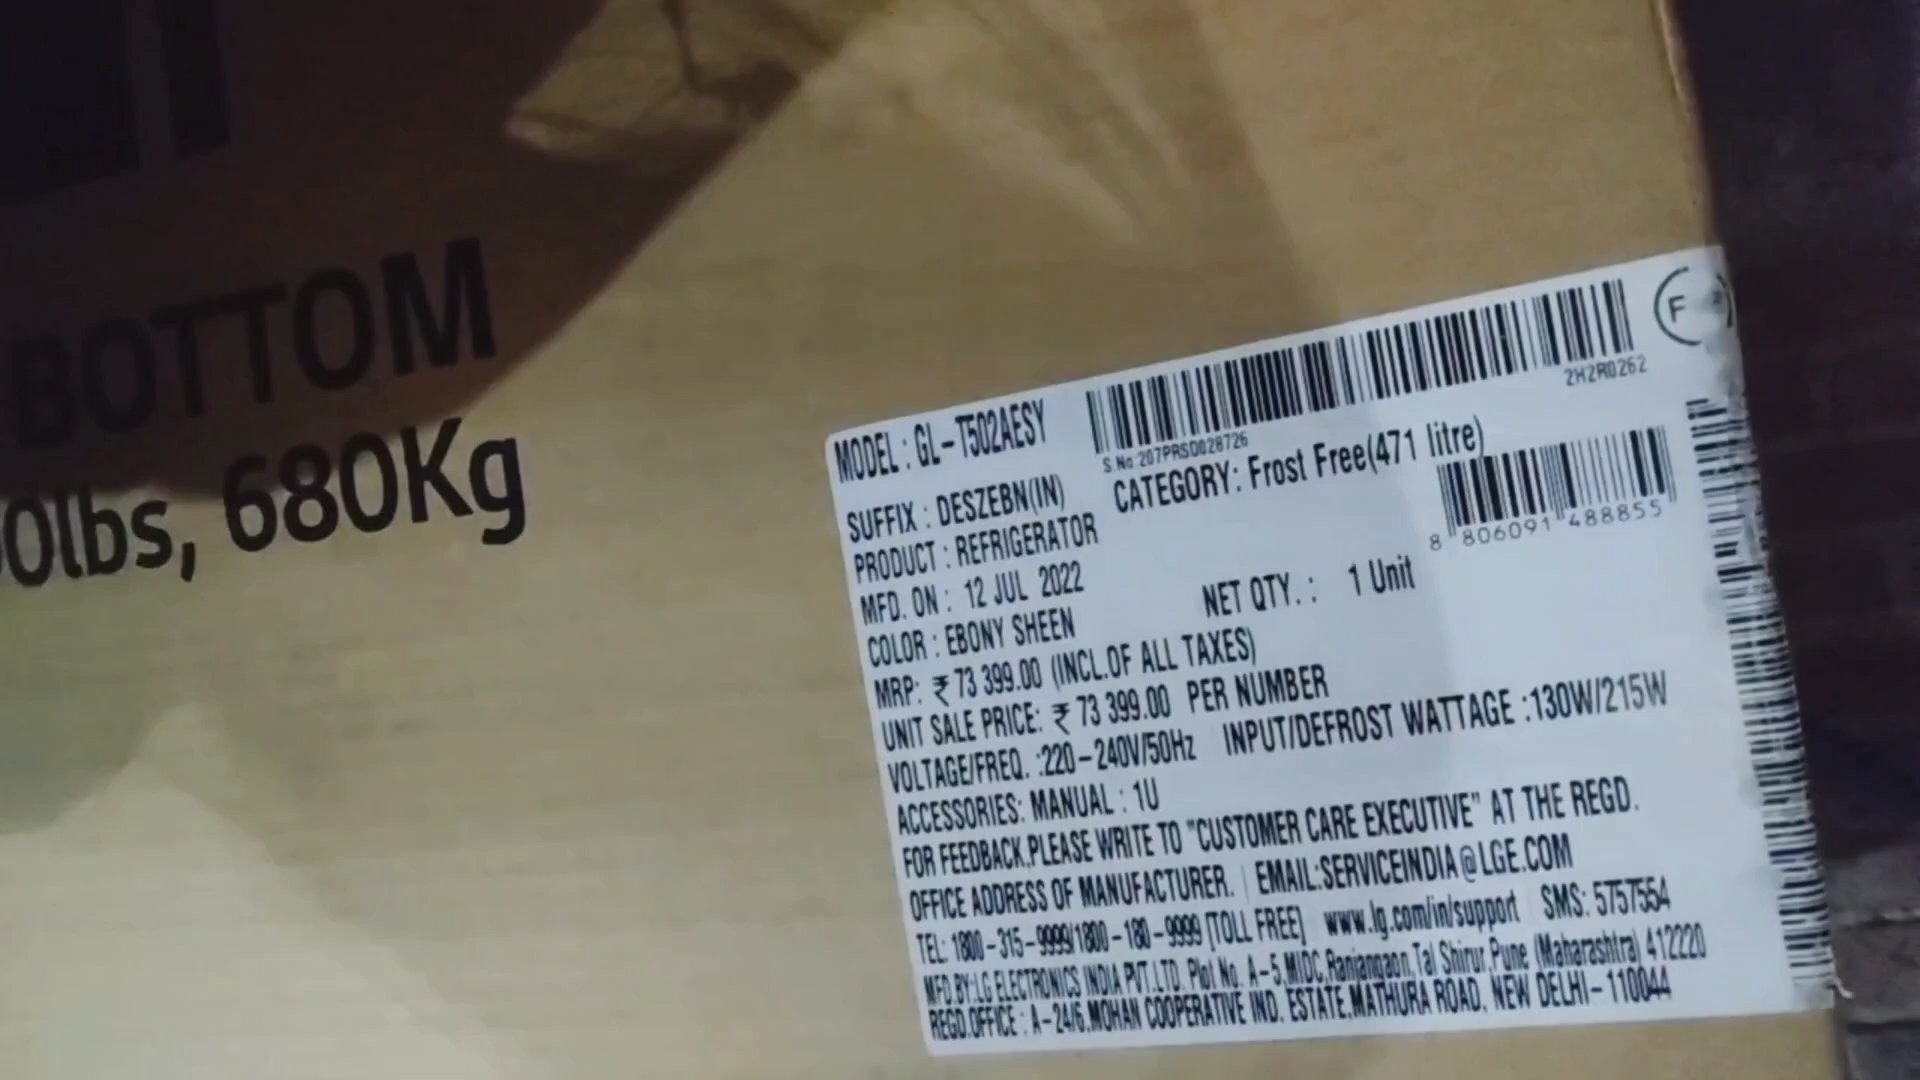 BOTTOM
0lbs, 680Kg
MODEL : GL-T502AESY
S.No 207PRSD028726
2H2R0262
F
SUFFIX : DESZEBN(IN)
CATEGORY: Frost Free(471 litre)
PRODUCT : REFRIGERATOR
8 806091 488855
MFD. ON : 12 JUL 2022
NET QTY. : 1 Unit
COLOR : EBONY SHEEN
MRP: ₹ 73 399.00 (INCL.OF ALL TAXES)
UNIT SALE PRICE: ₹ 73 399.00 PER NUMBER
VOLTAGE/FREQ. :220-240V/50Hz INPUT/DEFROST WATTAGE :130W/215W
ACCESSORIES: MANUAL : 1U
FOR FEEDBACK,PLEASE WRITE TO "CUSTOMER CARE EXECUTIVE" AT THE REGD.
OFFICE ADDRESS OF MANUFACTURER. | EMAIL:SERVICEINDIA@LGE.COM
TEL: 1800-315-9999/1800-180-9999 [TOLL FREE] www.lg.com/in/support | SMS: 5757554
MFD.BY:LG ELECTRONICS INDIA PVT.LTD. Plot No. A-5,MIDC,Ranjangaon,Tal Shirur,Pune (Maharashtra) 412220
REGD.OFFICE : A-24/6,MOHAN COOPERATIVE IND. ESTATE,MATHURA ROAD, NEW DELHI-110044